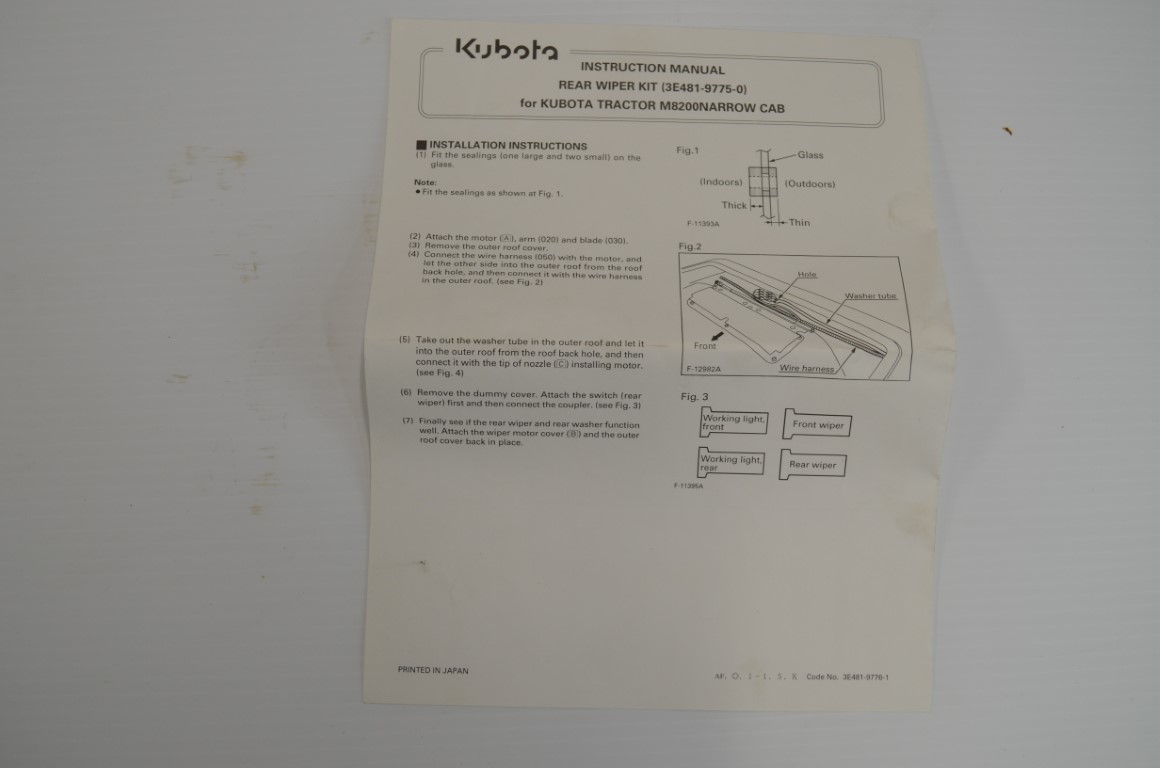 Kubota
INSTRUCTION MANUAL
REAR WIPER KIT (3E481-9775-0)
for KUBOTA TRACTOR M8200NARROW CAB
■ INSTALLATION INSTRUCTIONS
(1) Fit the sealings (one large and two small) on the
glass.
Note:
● Fit the sealings as shown at Fig. 1.
(2) Attach the motor (A), arm (020) and blade (030).
(3) Remove the outer roof cover.
(4) Connect the wire harness (050) with the motor, and
let the other side into the outer roof from the roof
back hole, and then connect it with the wire harness
in the outer roof. (see Fig. 2)
(5) Take out the washer tube in the outer roof and let it
into the outer roof from the roof back hole, and then
connect it with the tip of nozzle (C) installing motor.
(see Fig. 4)
(6) Remove the dummy cover. Attach the switch (rear
wiper) first and then connect the coupler. (see Fig. 3)
(7) Finally see if the rear wiper and rear washer function
well. Attach the wiper motor cover (B) and the outer
roof cover back in place.
Fig.1
Glass
(Indoors)
(Outdoors)
Thick
Thin
F-11393A
Fig.2
Hole
Washer tube
Front
Wire harness
F-12982A
Fig. 3
Working light,
front
Front wiper
Working light,
rear
Rear wiper
F-11395A
PRINTED IN JAPAN
AF. O. 1-1. 5. K Code No. 3E481-9776-1